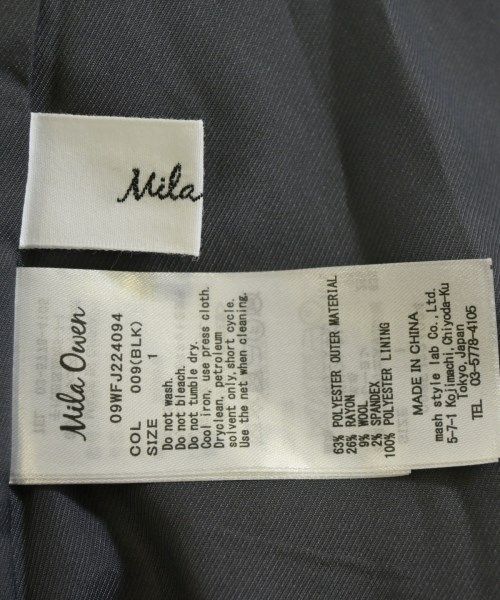 Mila
Mila Owen
09WFJ224094
COL 009(BLK)
SIZE 1
Do not wash.
Do not bleach.
Do not tumble dry.
Cool iron, use press cloth.
Dryclean, petroleum
solvent only, short cycle.
Use the net when cleaning.
63% POLYESTER OUTER MATERIAL
26% RAYON
9% WOOL
2% SPANDEX
100% POLYESTER LINING
MADE IN CHINA
mash style lab Co., Ltd.
5-7-1 Kojimachi, Chiyoda-Ku
Tokyo, Japan
TEL 03-5778-4105